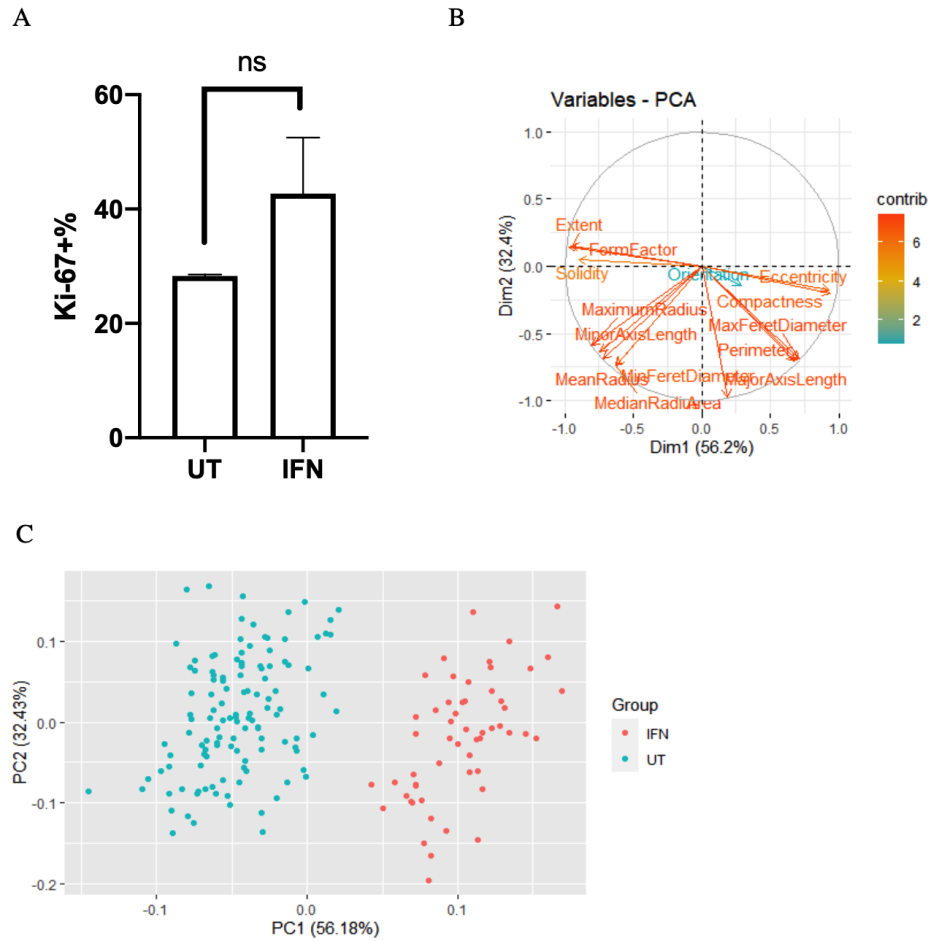 A
ns
60
40
20
0
Ki-67+%
UT IFN
B
Variables - PCA
1.0
0.5
0.0
-0.5
-1.0
Dim2 (32.4%)
Extent
FormFactor
Solidity
Orientation
Eccentricity
Compactness
MaximumRadius
MaxFeretDiameter
MinorAxisLength
Perimeter
MeanRadius
MinFeretDiameter
MajorAxisLength
MedianRadius
Area
-1.0 -0.5 0.0 0.5 1.0
Dim1 (56.2%)
contrib
6
4
2
C
0.1
0.0
-0.1
-0.2
PC2 (32.43%)
-0.1 0.0 0.1
PC1 (56.18%)
Group
IFN
UT